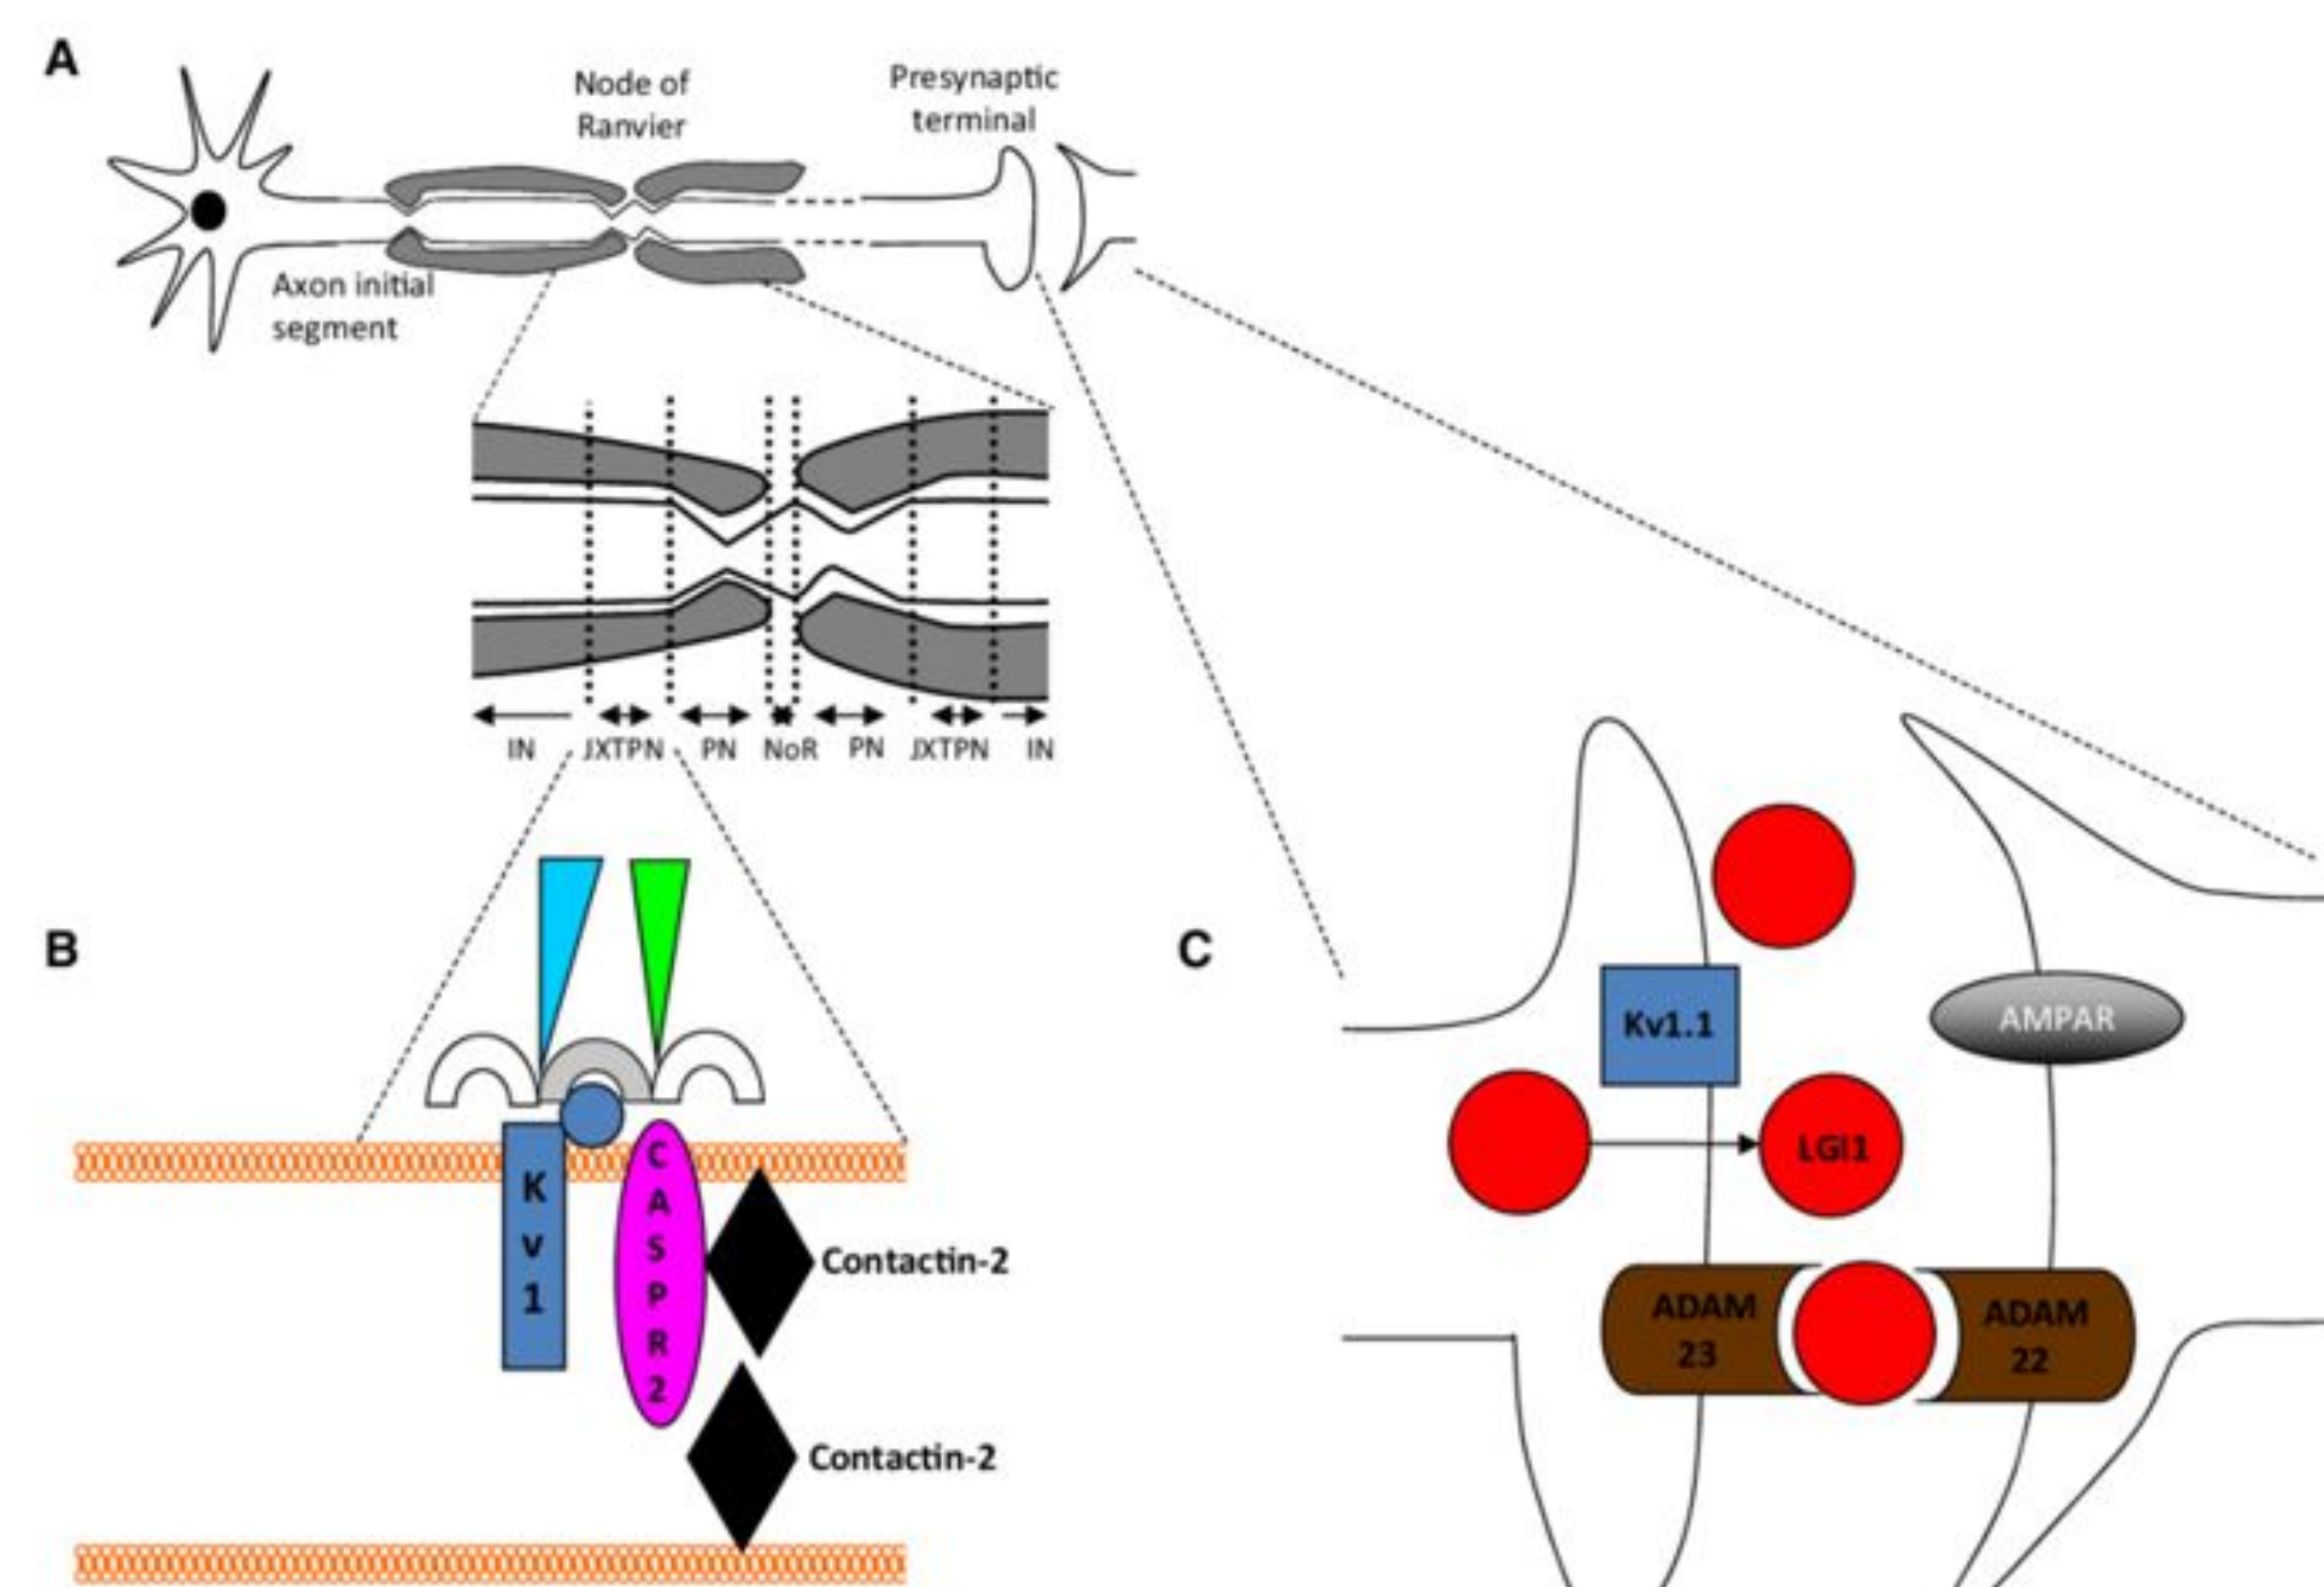 A
Node of
Ranvier
Presynaptic
terminal
Axon initial
segment
IN JXTPN PN NoR PN JXTPN IN
B
K
v
1
C
A
S
P
R
2
Contactin-2
Contactin-2
C
Kv1.1
AMPAR
LGI1
ADAM
23
ADAM
22